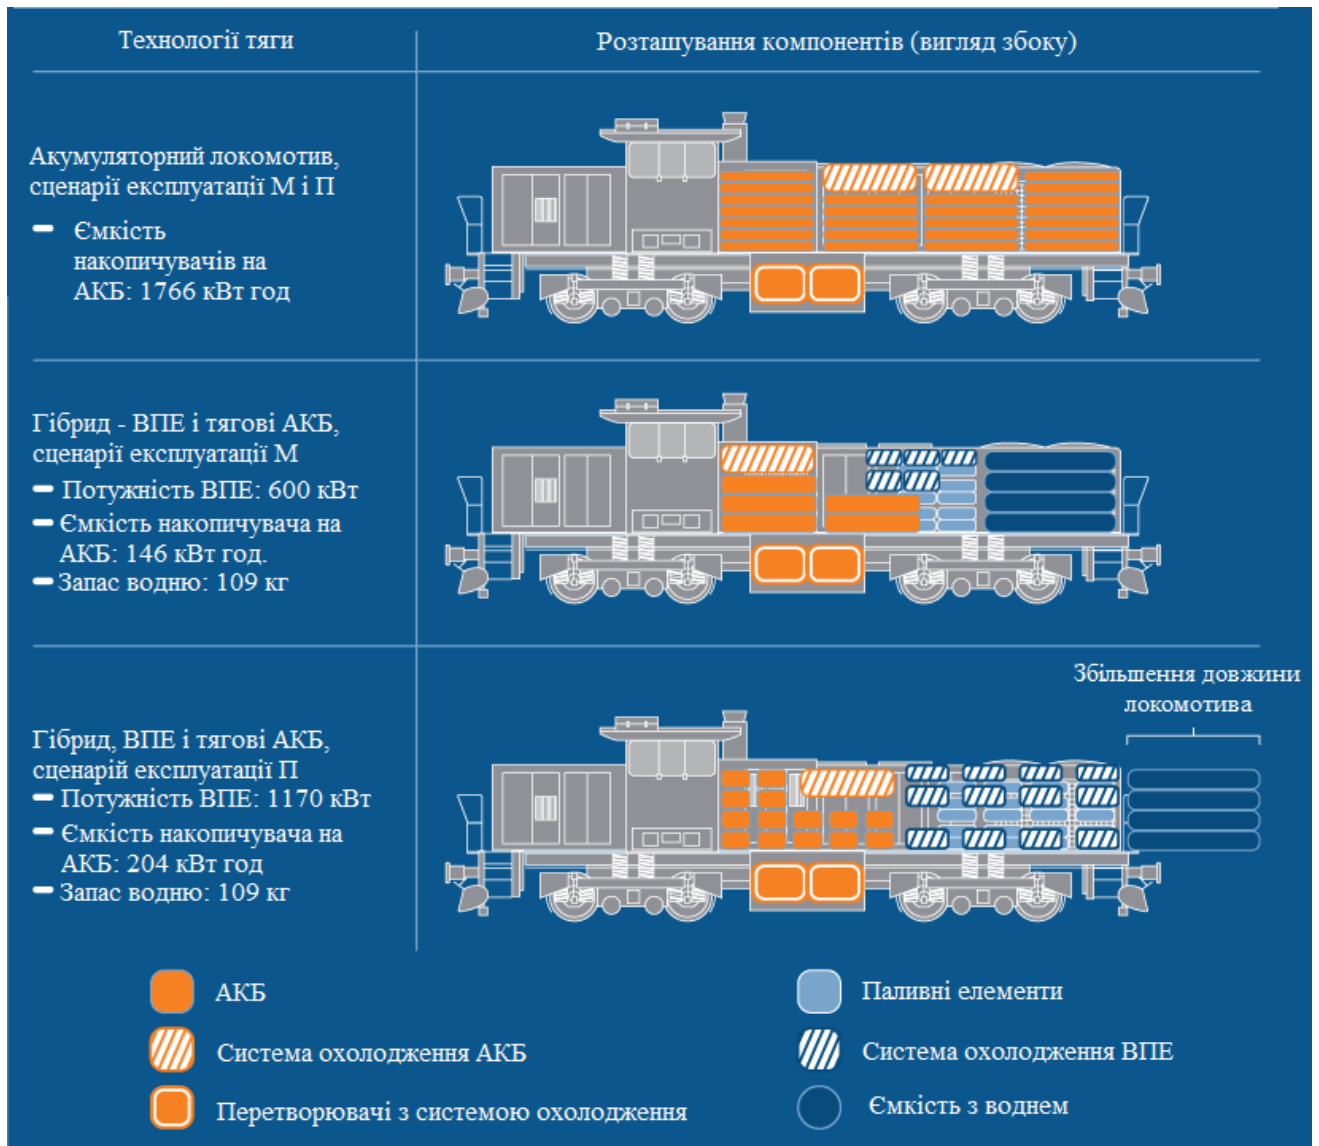 Технології тяги
Розташування компонентів (вигляд збоку)
Акумуляторний локомотив,
сценарії експлуатації М і П
Ємкість
накопичувачів на
АКБ: 1766 кВт год
Гібрид - ВПЕ і тягові АКБ,
сценарії експлуатації М
Потужність ВПЕ: 600 кВт
Ємкість накопичувача на
АКБ: 146 кВт год.
Запас водню: 109 кг
Збільшення довжини
локомотива
Гібрид, ВПЕ і тягові АКБ,
сценарій експлуатації П
Потужність ВПЕ: 1170 кВт
Ємкість накопичувача на
АКБ: 204 кВт год
Запас водню: 109 кг
АКБ
Система охолодження АКБ
Перетворювачі з системою охолодження
Паливні елементи
Система охолодження ВПЕ
Ємкість з воднем